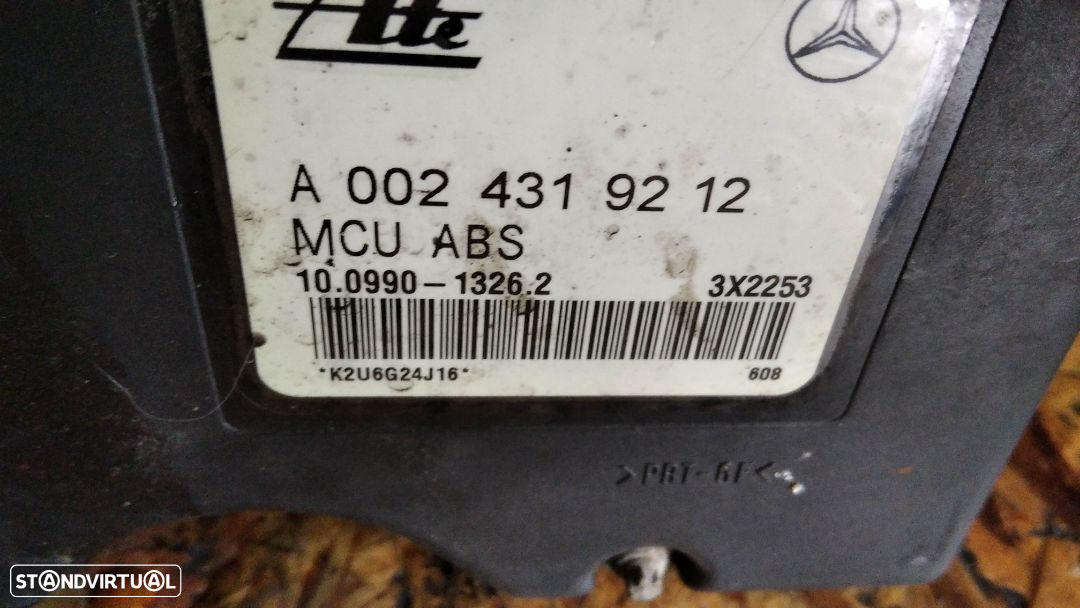 Ate
A 002 431 92 12
MCU ABS
10.0990-1326.2 3X2253
*K2U6G24J16* 608
>PBT-GF<
STANDVIRTUAL